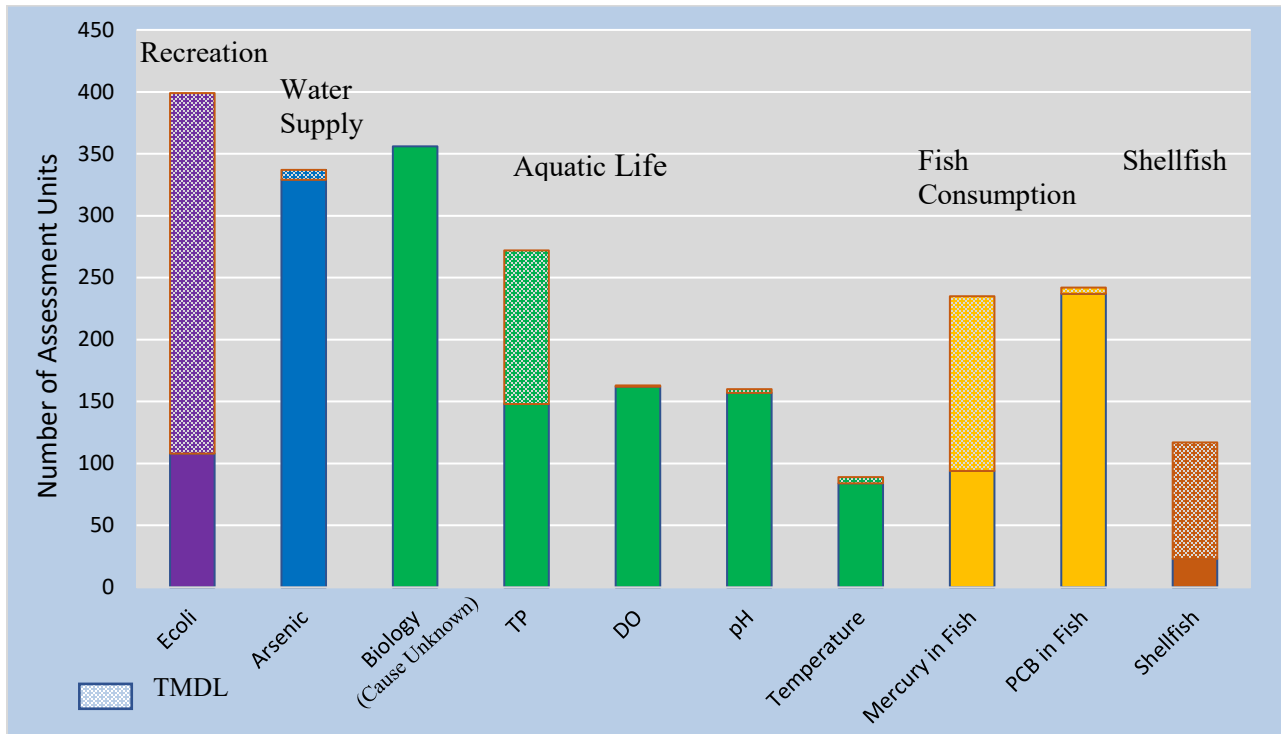 450
400
350
300
250
200
150
100
50
0
Number of Assessment Units
Recreation
Water
Supply
Aquatic Life
Fish
Consumption
Shellfish
Ecoli
Arsenic
Biology
(Cause Unknown)
TP
DO
pH
Temperature
Mercury in Fish
PCB in Fish
Shellfish
TMDL